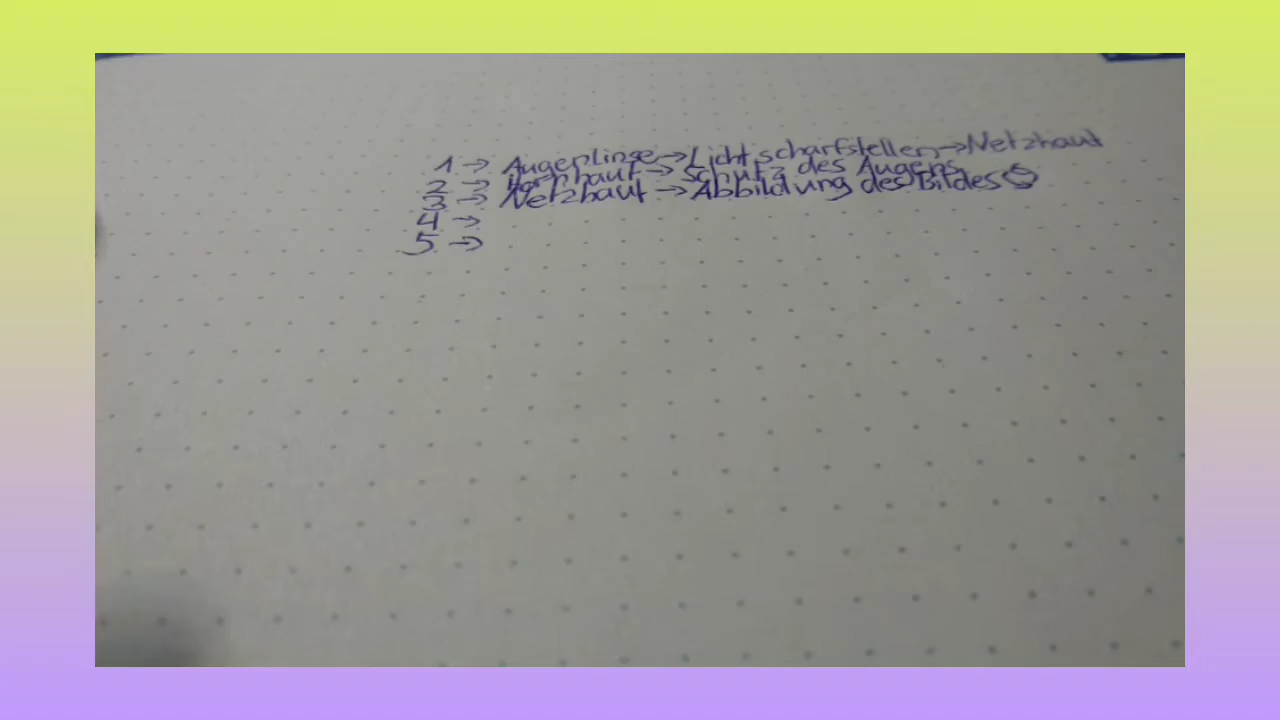 1 → Augenlinse → Licht scharfstellen → Netzhaut
2 → Hornhaut → Schutz des Augens
3 → Netzhaut → Abbildung des Bildes
4 →
5 →